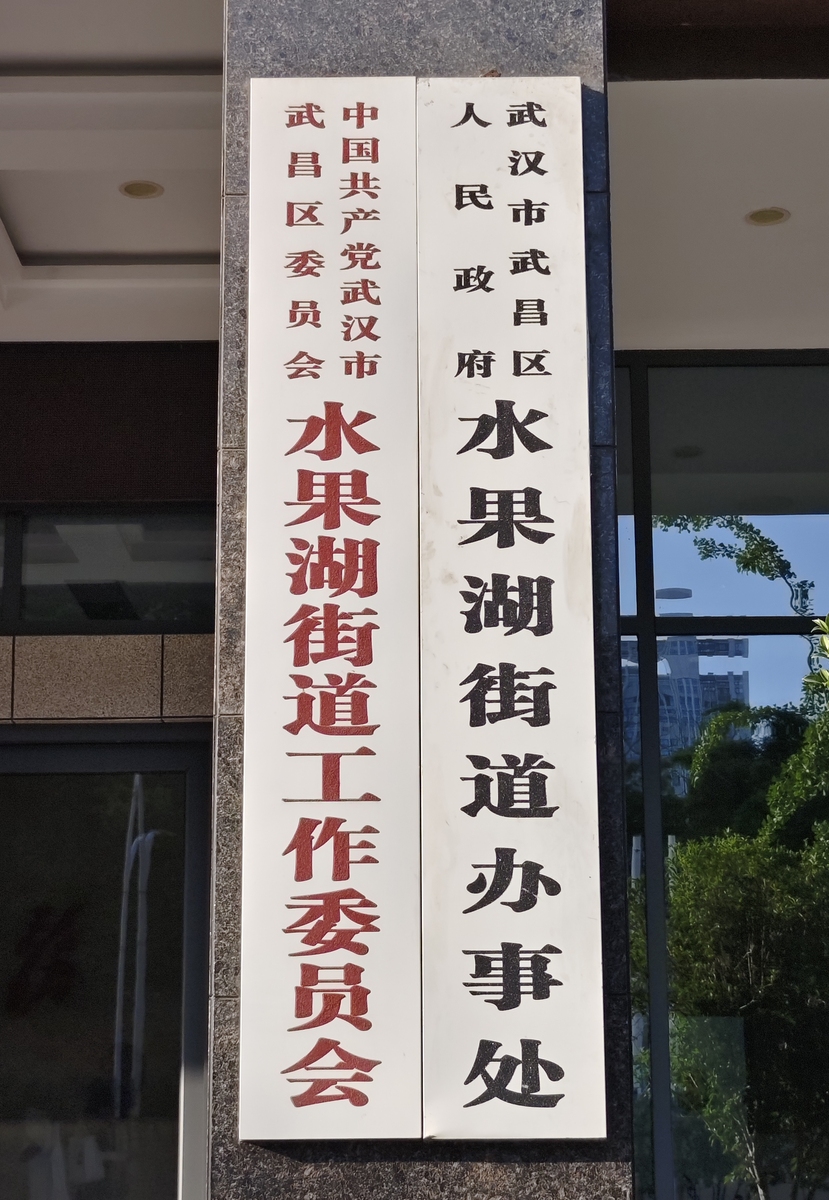 武汉市武昌区
人民政府
水果湖街道办事处
中国共产党武汉市
武昌区委员会
水果湖街道工作委员会